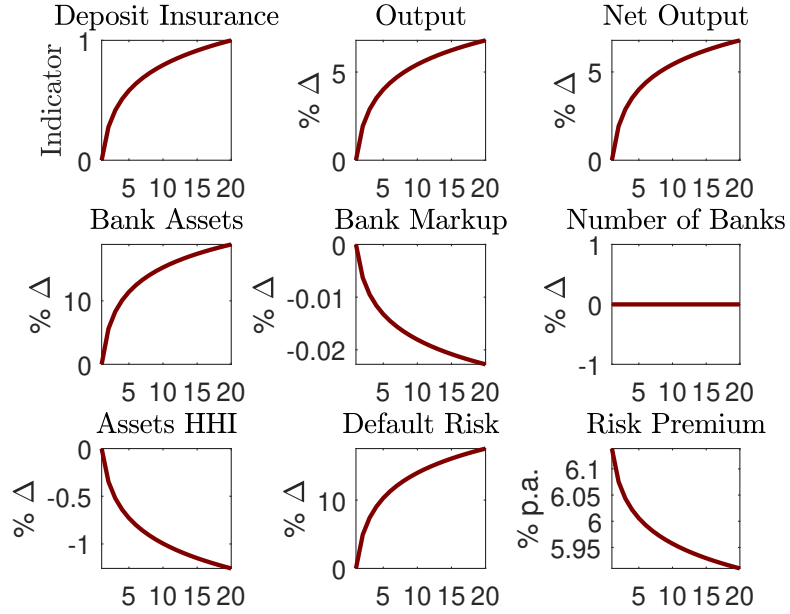 Deposit Insurance
Output
Net Output
Indicator
1
0
5 10 15 20
% Δ
5
0
5 10 15 20
% Δ
5
0
5 10 15 20
Bank Assets
Bank Markup
Number of Banks
% Δ
10
0
5 10 15 20
% Δ
0
-0.01
-0.02
5 10 15 20
% Δ
1
0
-1
5 10 15 20
Assets HHI
Default Risk
Risk Premium
% Δ
0
-0.5
-1
5 10 15 20
% Δ
10
0
5 10 15 20
% p.a.
6.1
6.05
6
5.95
5 10 15 20